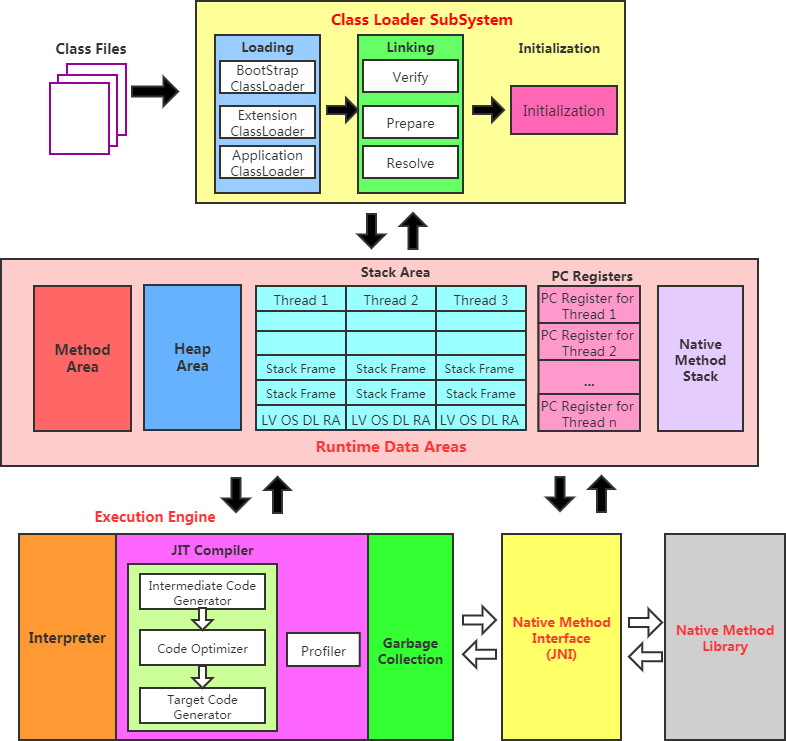 Class Loader SubSystem
Class Files
Loading
BootStrap
ClassLoader
Extension
ClassLoader
Application
ClassLoader
Linking
Verify
Prepare
Resolve
Initialization
Initialization
Stack Area
PC Registers
Method
Area
Heap
Area
Thread 1
Thread 2
Thread 3
Stack Frame
Stack Frame
Stack Frame
Stack Frame
Stack Frame
Stack Frame
LV OS DL RA
LV OS DL RA
LV OS DL RA
PC Register for
Thread 1
PC Register for
Thread 2
...
PC Register for
Thread n
Native
Method
Stack
Runtime Data Areas
Execution Engine
Interpreter
JIT Compiler
Intermediate Code
Generator
Code Optimizer
Target Code
Generator
Profiler
Garbage
Collection
Native Method
Interface
(JNI)
Native Method
Library